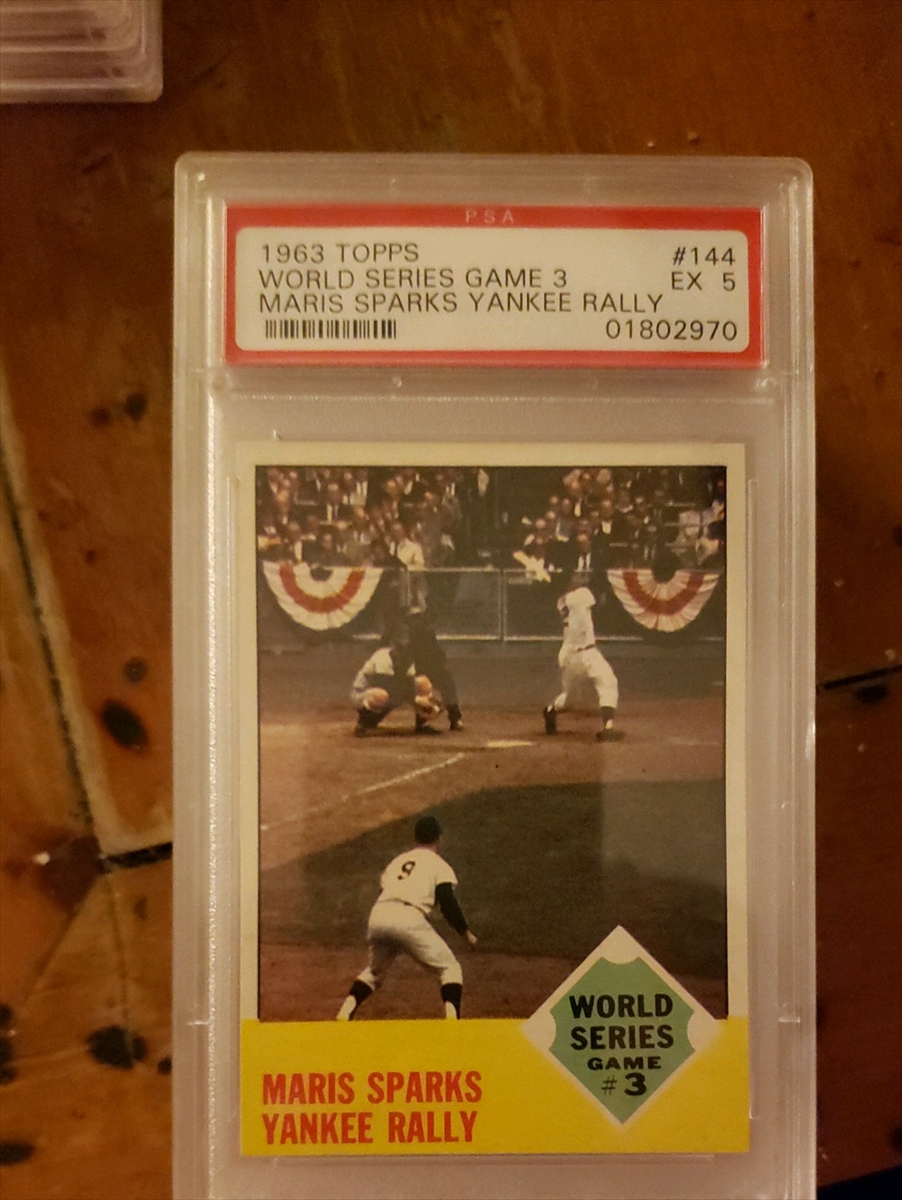 PSA
1963 TOPPS #144
WORLD SERIES GAME 3 EX 5
MARIS SPARKS YANKEE RALLY
01802970
9
WORLD
SERIES
GAME
#3
MARIS SPARKS
YANKEE RALLY